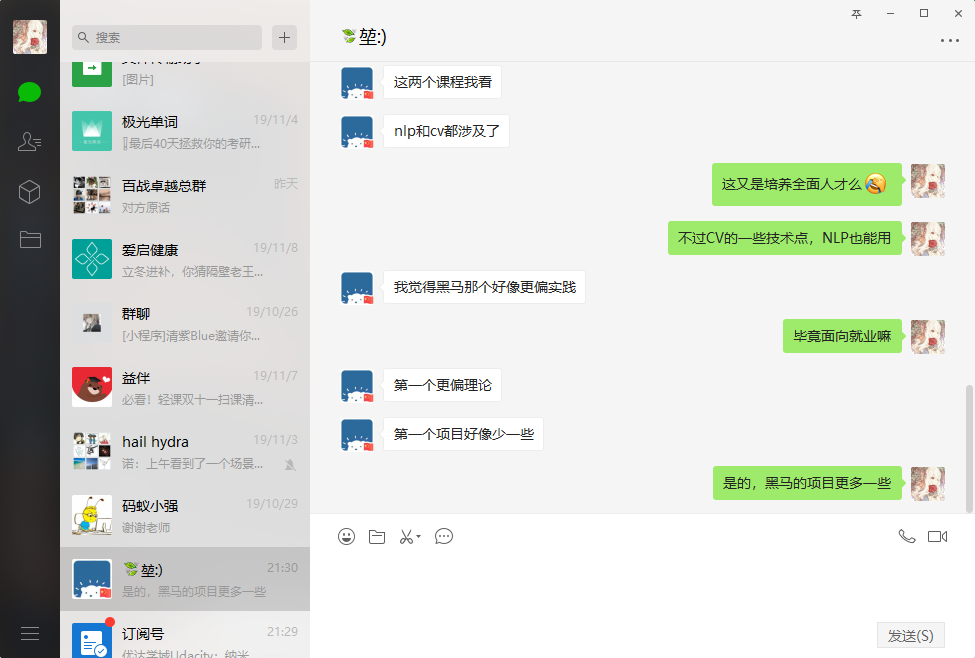 搜索
[图片]
极光单词
19/11/4
最后40天拯救你的考研...
百战卓越总群
昨天
对方原话
爱启健康
19/11/8
立冬进补，你猜隔壁老王...
群聊
19/10/26
[小程序]清紫Blue邀请你...
益伴
19/11/7
必看！轻课双十一扫课清...
hail hydra
19/11/3
诺：上午看到了一个场景...
码蚁小强
19/10/29
谢谢老师
堃:)
21:30
是的，黑马的项目更多一些
订阅号
21:29
优达学城Udacity：纳米...
堃:)
这两个课程我看
nlp和cv都涉及了
这又是培养全面人才么
不过CV的一些技术点，NLP也能用
我觉得黑马那个好像更偏实践
毕竟面向就业嘛
第一个更偏理论
第一个项目好像少一些
是的，黑马的项目更多一些
发送(S)